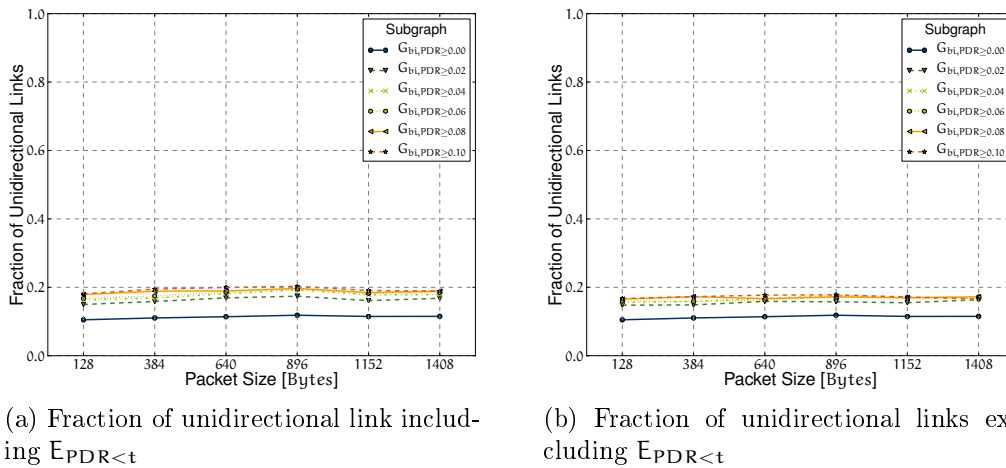 Fraction of Unidirectional Links
1.0
0.8
0.6
0.4
0.2
0.0
128 384 640 896 1152 1408
Packet Size [Bytes]
Subgraph
G_bi,PDR≥0.00
G_bi,PDR≥0.02
G_bi,PDR≥0.04
G_bi,PDR≥0.06
G_bi,PDR≥0.08
G_bi,PDR≥0.10
(a) Fraction of unidirectional link includ-
ing E_PDR<t
Fraction of Unidirectional Links
1.0
0.8
0.6
0.4
0.2
0.0
128 384 640 896 1152 1408
Packet Size [Bytes]
Subgraph
G_bi,PDR≥0.00
G_bi,PDR≥0.02
G_bi,PDR≥0.04
G_bi,PDR≥0.06
G_bi,PDR≥0.08
G_bi,PDR≥0.10
(b) Fraction of unidirectional links ex
cluding E_PDR<t